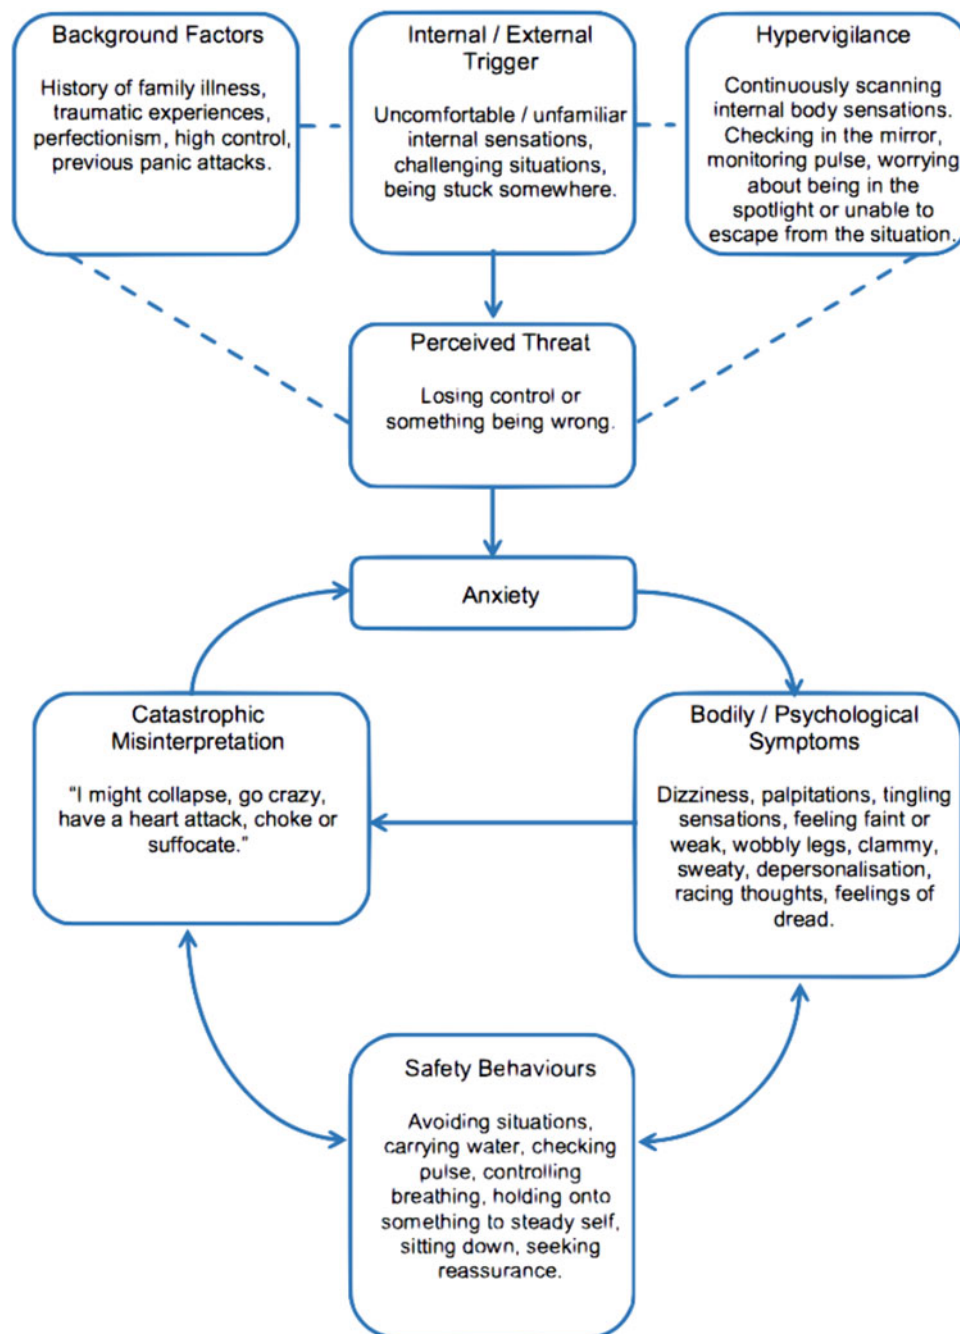 Background Factors
History of family illness,
traumatic experiences,
perfectionism, high control,
previous panic attacks.
Internal / External
Trigger
Uncomfortable / unfamiliar
internal sensations,
challenging situations,
being stuck somewhere.
Hypervigilance
Continuously scanning
internal body sensations.
Checking in the mirror,
monitoring pulse, worrying
about being in the
spotlight or unable to
escape from the situation.
Perceived Threat
Losing control or
something being wrong.
Anxiety
Catastrophic
Misinterpretation
“I might collapse, go crazy,
have a heart attack, choke or
suffocate.”
Bodily / Psychological
Symptoms
Dizziness, palpitations, tingling
sensations, feeling faint or
weak, wobbly legs, clammy,
sweaty, depersonalisation,
racing thoughts, feelings of
dread.
Safety Behaviours
Avoiding situations,
carrying water, checking
pulse, controlling
breathing, holding onto
something to steady self,
sitting down, seeking
reassurance.